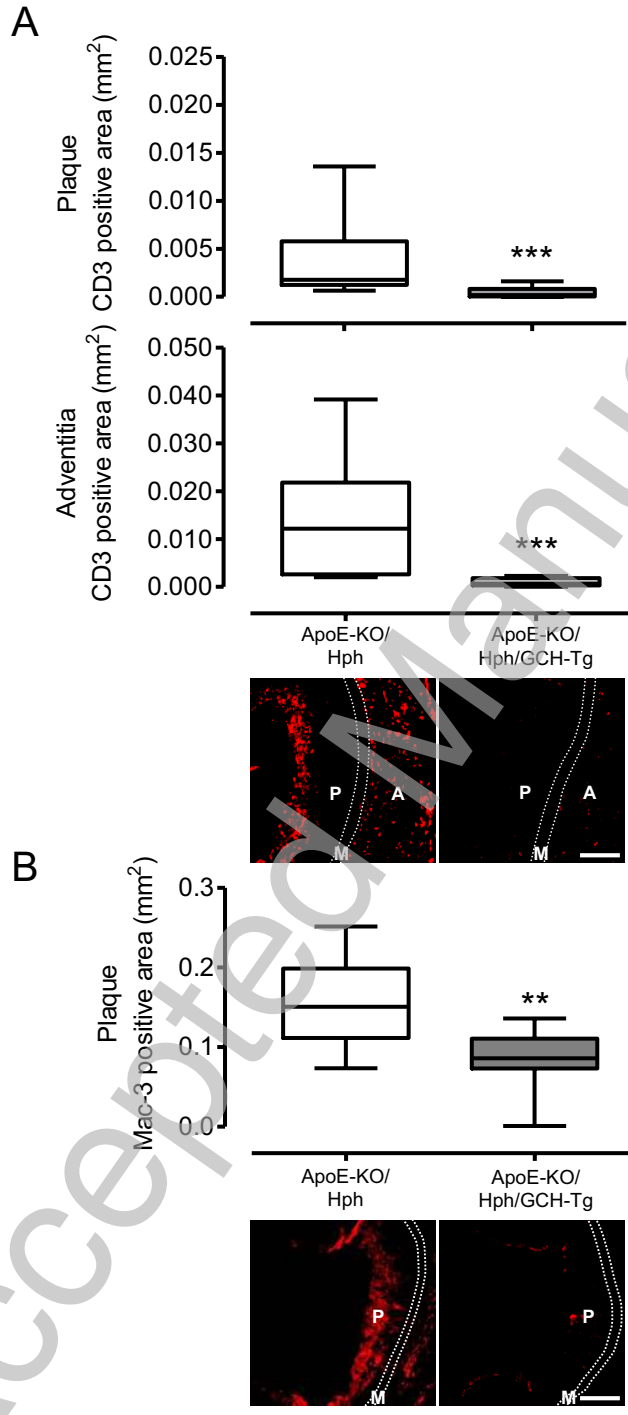 A
Plaque
CD3 positive area (mm²)
0.025
0.020
0.015
0.010
0.005
0.000
***
Adventitia
CD3 positive area (mm²)
0.050
0.040
0.030
0.020
0.010
0.000
***
ApoE-KO/
Hph
ApoE-KO/
Hph/GCH-Tg
P
A
M
P
A
M
B
Plaque
Mac-3 positive area (mm²)
0.3
0.2
0.1
0.0
**
ApoE-KO/
Hph
ApoE-KO/
Hph/GCH-Tg
P
M
P
M